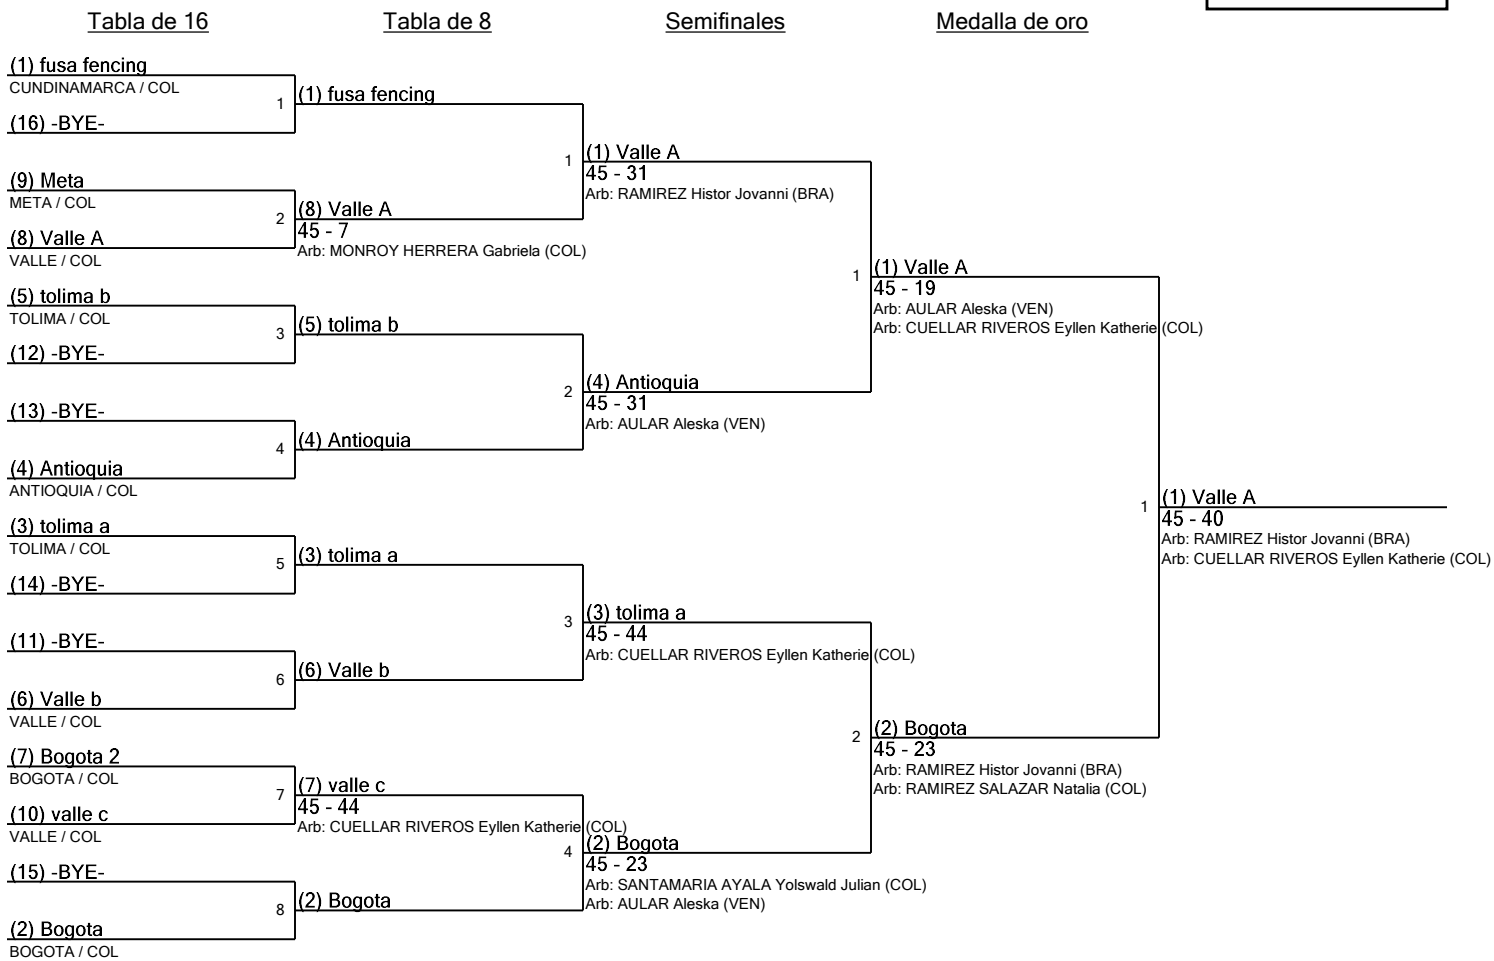 Tabla de 16
Tabla de 8
Semifinales
Medalla de oro
(1) fusa fencing
CUNDINAMARCA / COL
1
(16) -BYE-
(9) Meta
META / COL
2
(8) Valle A
VALLE / COL
(5) tolima b
TOLIMA / COL
3
(12) -BYE-
(13) -BYE-
4
(4) Antioquia
ANTIOQUIA / COL
(3) tolima a
TOLIMA / COL
5
(14) -BYE-
(11) -BYE-
6
(6) Valle b
VALLE / COL
(7) Bogota 2
BOGOTA / COL
7
(10) valle c
VALLE / COL
(15) -BYE-
8
(2) Bogota
BOGOTA / COL
(1) fusa fencing
1
(8) Valle A
45 - 7
Arb: MONROY HERRERA Gabriela (COL)
(5) tolima b
2
(4) Antioquia
(3) tolima a
3
(6) Valle b
(7) valle c
45 - 44
Arb: CUELLAR RIVEROS Eyllen Katherie (COL)
4
(2) Bogota
(1) Valle A
45 - 31
Arb: RAMIREZ Histor Jovanni (BRA)
1
(4) Antioquia
45 - 31
Arb: AULAR Aleska (VEN)
(3) tolima a
45 - 44
Arb: CUELLAR RIVEROS Eyllen Katherie (COL)
2
(2) Bogota
45 - 23
Arb: SANTAMARIA AYALA Yolswald Julian (COL)
Arb: AULAR Aleska (VEN)
(1) Valle A
45 - 19
Arb: AULAR Aleska (VEN)
Arb: CUELLAR RIVEROS Eyllen Katherie (COL)
1
(2) Bogota
45 - 23
Arb: RAMIREZ Histor Jovanni (BRA)
Arb: RAMIREZ SALAZAR Natalia (COL)
(1) Valle A
45 - 40
Arb: RAMIREZ Histor Jovanni (BRA)
Arb: CUELLAR RIVEROS Eyllen Katherie (COL)